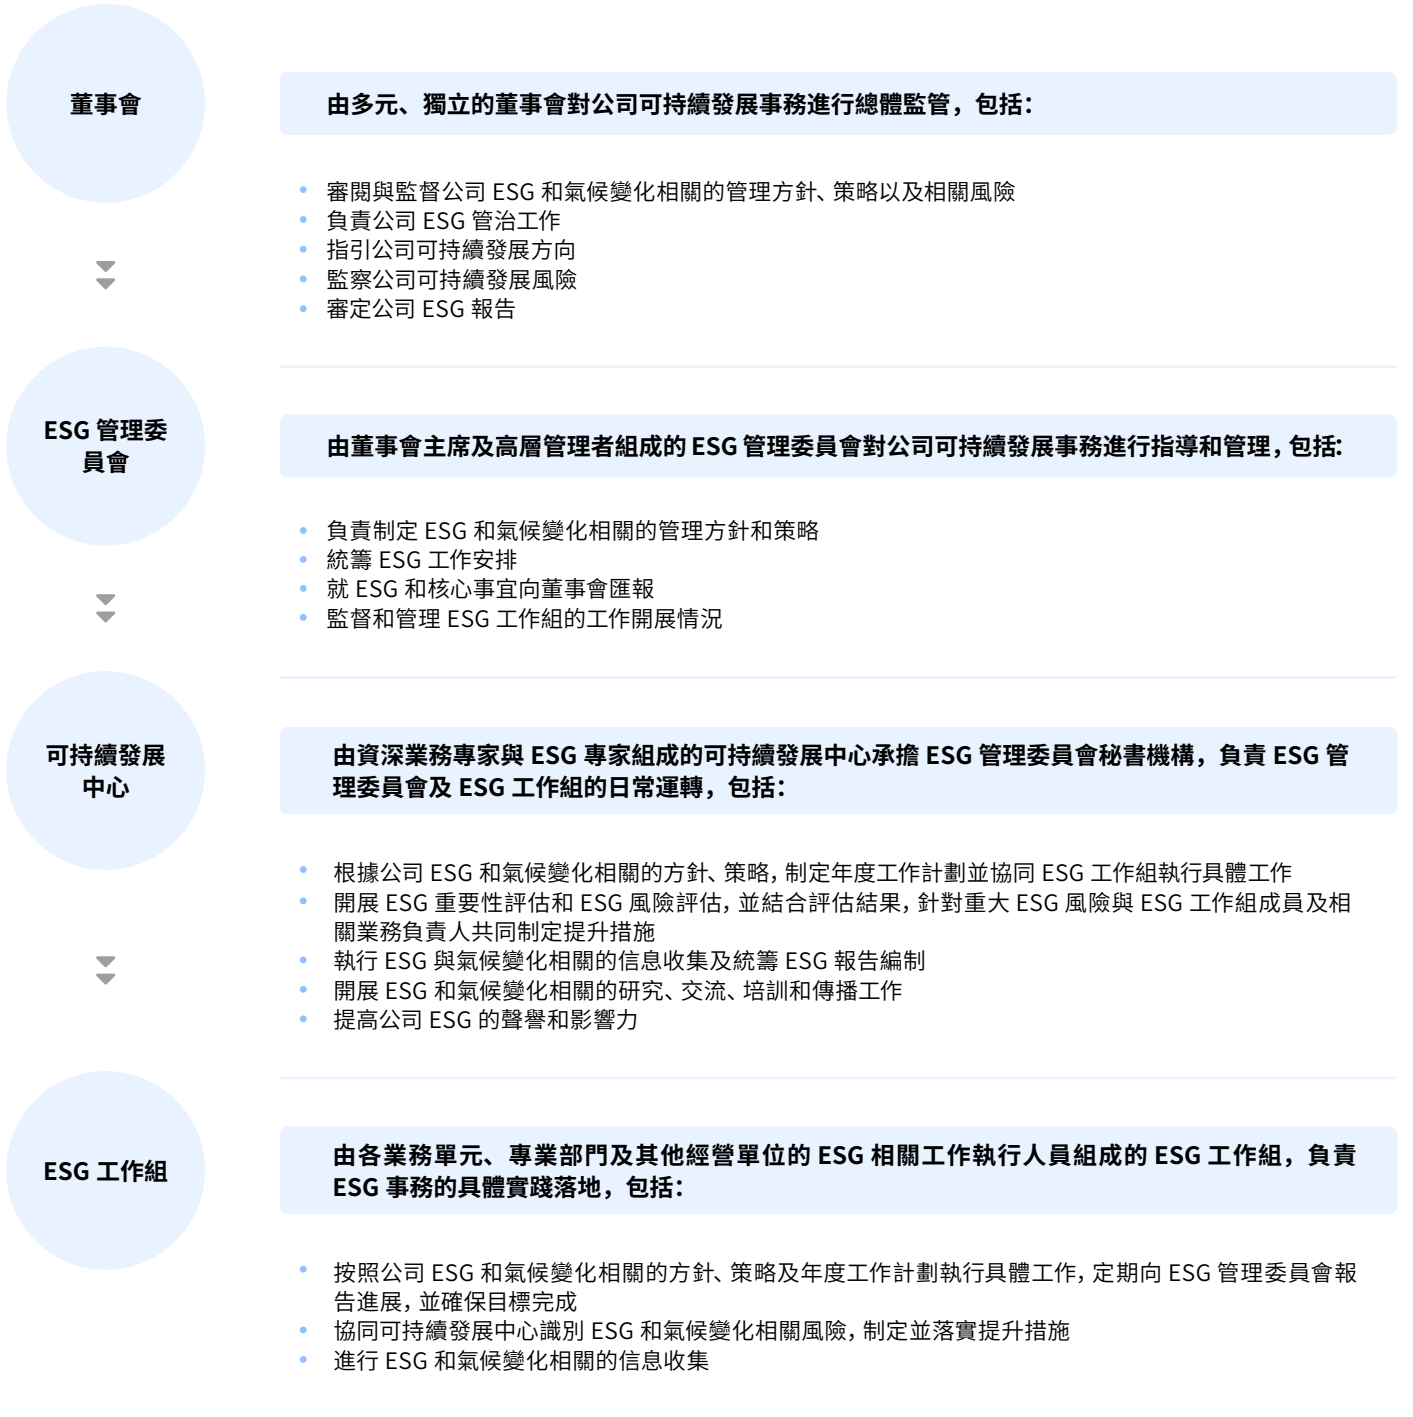 董事會
由多元、獨立的董事會對公司可持續發展事務進行總體監管，包括：
• 審閱與監督公司 ESG 和氣候變化相關的管理方針、策略以及相關風險
• 負責公司 ESG 管治工作
• 指引公司可持續發展方向
• 監察公司可持續發展風險
• 審定公司 ESG 報告
ESG 管理委
員會
由董事會主席及高層管理者組成的 ESG 管理委員會對公司可持續發展事務進行指導和管理，包括：
• 負責制定 ESG 和氣候變化相關的管理方針和策略
• 統籌 ESG 工作安排
• 就 ESG 和核心事宜向董事會匯報
• 監督和管理 ESG 工作組的工作開展情況
可持續發展
中心
由資深業務專家與 ESG 專家組成的可持續發展中心承擔 ESG 管理委員會秘書機構，負責 ESG 管
理委員會及 ESG 工作組的日常運轉，包括：
• 根據公司 ESG 和氣候變化相關的方針、策略，制定年度工作計劃並協同 ESG 工作組執行具體工作
• 開展 ESG 重要性評估和 ESG 風險評估，並結合評估結果，針對重大 ESG 風險與 ESG 工作組成員及相
關業務負責人共同制定提升措施
• 執行 ESG 與氣候變化相關的信息收集及統籌 ESG 報告編制
• 開展 ESG 和氣候變化相關的研究、交流、培訓和傳播工作
• 提高公司 ESG 的聲譽和影響力
ESG 工作組
由各業務單元、專業部門及其他經營單位的 ESG 相關工作執行人員組成的 ESG 工作組，負責
ESG 事務的具體實踐落地，包括：
• 按照公司 ESG 和氣候變化相關的方針、策略及年度工作計劃執行具體工作，定期向 ESG 管理委員會報
告進展，並確保目標完成
• 協同可持續發展中心識別 ESG 和氣候變化相關風險，制定並落實提升措施
• 進行 ESG 和氣候變化相關的信息收集